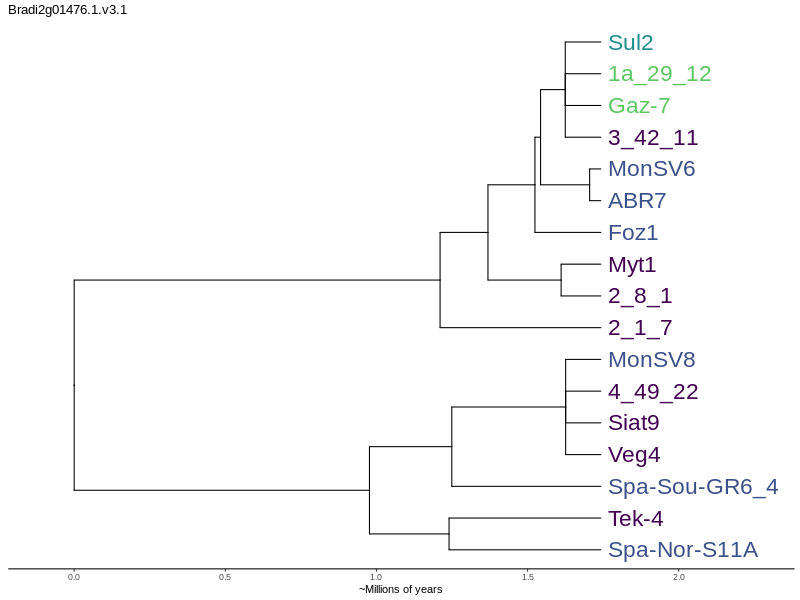 Bradi2g01476.1.v3.1
Sul2
1a_29_12
Gaz-7
3_42_11
MonSV6
ABR7
Foz1
Myt1
2_8_1
2_1_7
MonSV8
4_49_22
Siat9
Veg4
Spa-Sou-GR6_4
Tek-4
Spa-Nor-S11A
0.0 0.5 1.0 1.5 2.0
~Millions of years